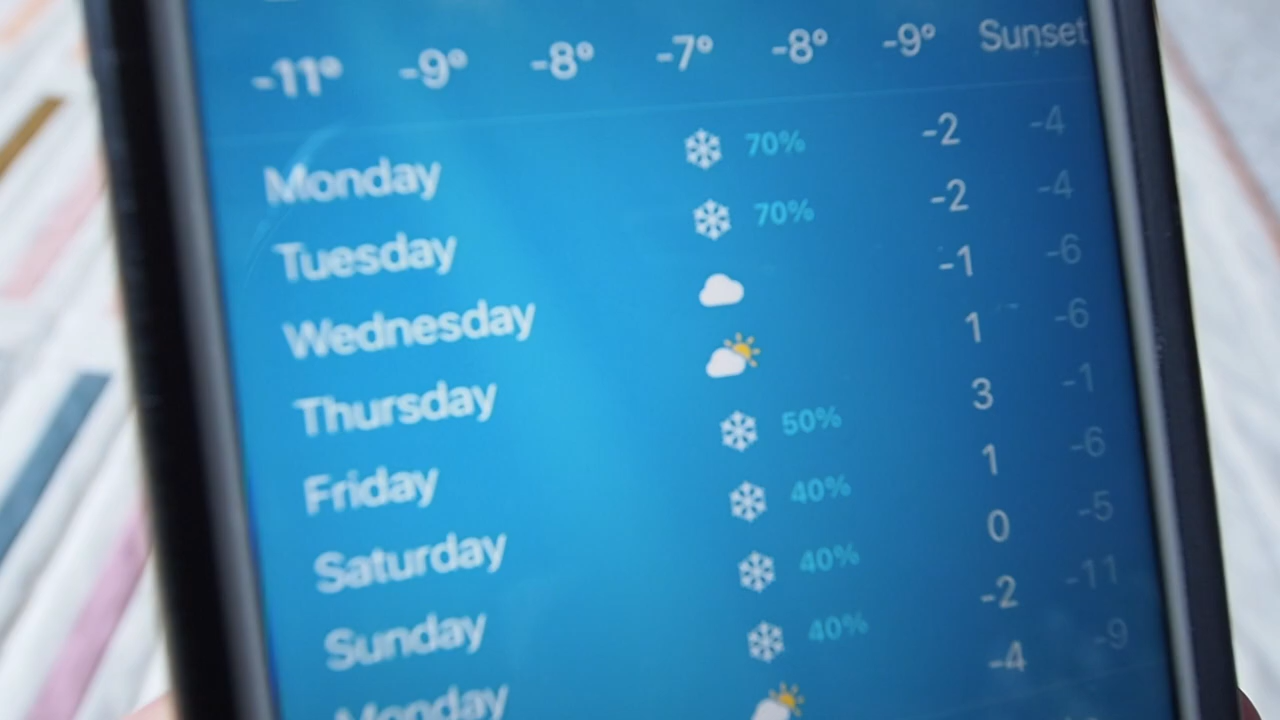 -11° -9° -8° -7° -8° -9° Sunset
Monday 70% -2 -4
Tuesday 70% -2 -4
Wednesday -1 -6
Thursday 1 -6
Friday 50% 3 -1
Saturday 40% 1 -6
Sunday 40% 0 -5
Monday 40% -2 -11
-4 -9